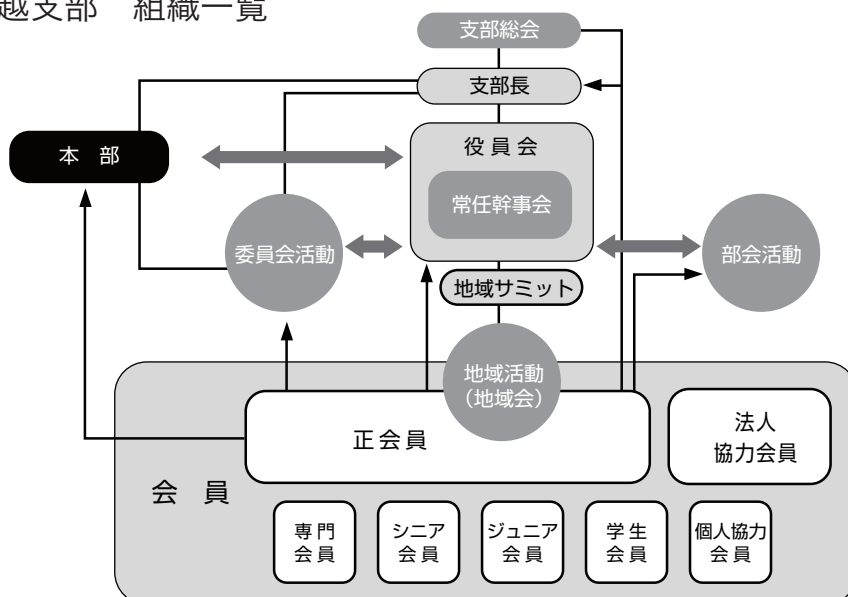 越支部　組織一覧
支部総会
支部長
本　部
役 員 会
常任幹事会
委員会活動
部会活動
地域サミット
地域活動
（地域会）
正会員
法人
協力会員
会　員
専門
会員
シニア
会員
ジュニア
会員
学生
会員
個人協力
会員